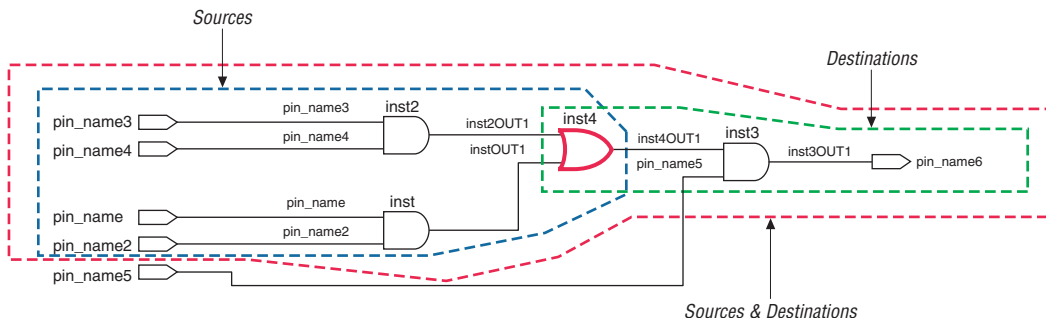 Sources
Destinations
pin_name3
pin_name3
inst2
inst4
pin_name4
pin_name4
inst2OUT1
instOUT1
inst4OUT1
pin_name5
inst3
inst3OUT1
pin_name6
pin_name
pin_name
inst
pin_name2
pin_name2
pin_name5
Sources & Destinations